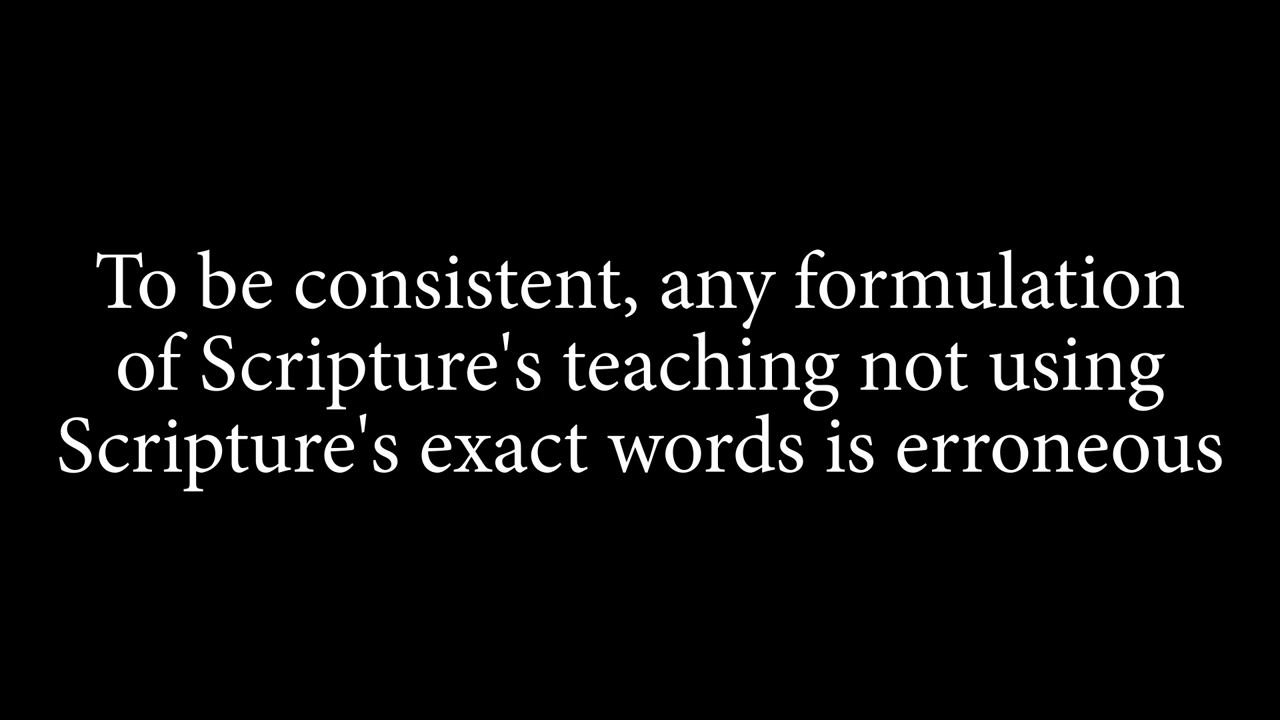 To be consistent, any formulation
of Scripture's teaching not using
Scripture's exact words is erroneous